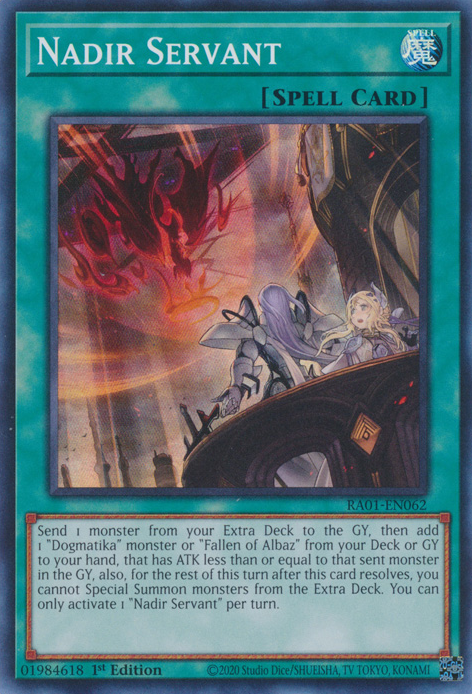 NADIR SERVANT
SPELL
魔
[SPELL CARD]
RA01-EN062
Send 1 monster from your Extra Deck to the GY, then add
1 "Dogmatika" monster or "Fallen of Albaz" from your Deck or GY
to your hand, that has ATK less than or equal to that sent monster
in the GY, also, for the rest of this turn after this card resolves, you
cannot Special Summon monsters from the Extra Deck. You can
only activate 1 "Nadir Servant" per turn.
01984618 1st Edition ©2020 Studio Dice/SHUEISHA, TV TOKYO, KONAMI